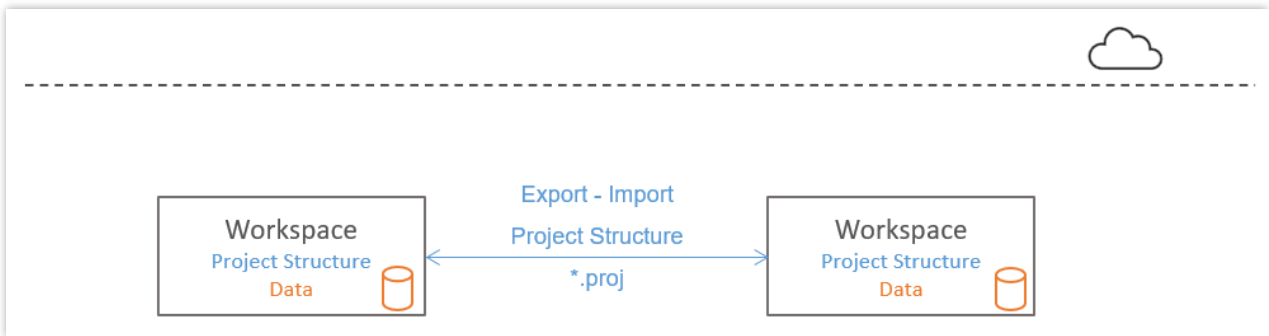 Export - Import
Project Structure
*.proj
Workspace
Project Structure
Data
Workspace
Project Structure
Data